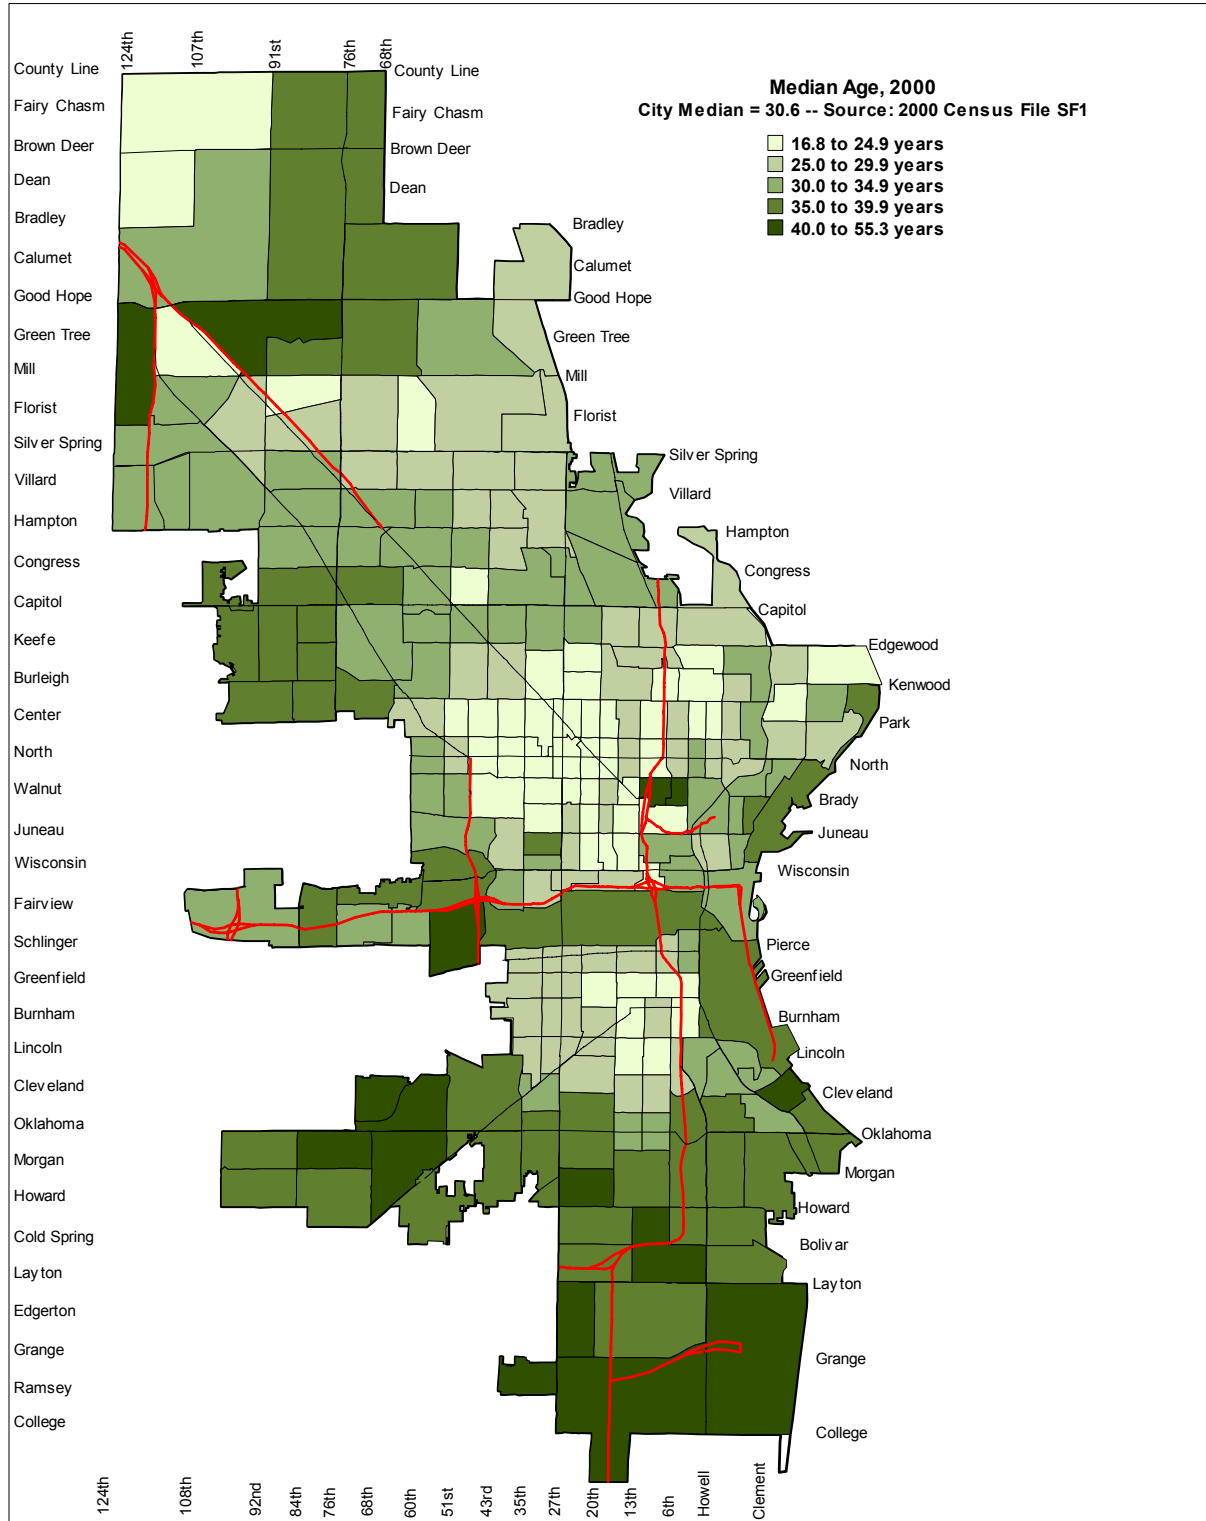 124th
107th
91st
76th
68th
County Line
County Line
Median Age, 2000
City Median = 30.6 -- Source: 2000 Census File SF1
16.8 to 24.9 years
25.0 to 29.9 years
30.0 to 34.9 years
35.0 to 39.9 years
40.0 to 55.3 years
Fairy Chasm
Fairy Chasm
Brown Deer
Brown Deer
Dean
Dean
Bradley
Bradley
Calumet
Calumet
Good Hope
Good Hope
Green Tree
Green Tree
Mill
Mill
Florist
Florist
Silver Spring
Silver Spring
Villard
Villard
Hampton
Hampton
Congress
Congress
Capitol
Capitol
Keefe
Edgewood
Burleigh
Kenwood
Center
Park
North
North
Walnut
Brady
Juneau
Juneau
Wisconsin
Wisconsin
Fairview
Schlinger
Pierce
Greenfield
Greenfield
Burnham
Burnham
Lincoln
Lincoln
Cleveland
Cleveland
Oklahoma
Oklahoma
Morgan
Morgan
Howard
Howard
Cold Spring
Bolivar
Layton
Layton
Edgerton
Grange
Grange
Ramsey
College
College
124th
108th
92nd
84th
76th
68th
60th
51st
43rd
35th
27th
20th
13th
6th
Howell
Clement